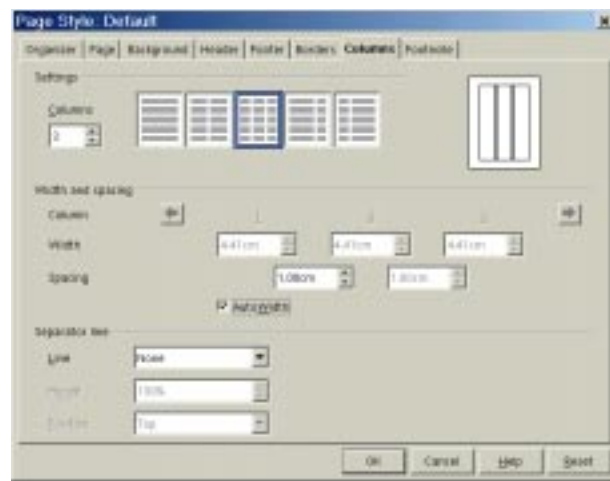 Page Style: Default
Organizer Page Background Header Footer Borders Columns Footnote
Settings
Columns
3
Width and spacing
Column 1 2 3
Width 4.41cm 4.41cm 4.41cm
Spacing 1.00cm 1.00cm
AutoWidth
Separator line
Line None
Height 100%
Position Top
OK Cancel Help Reset